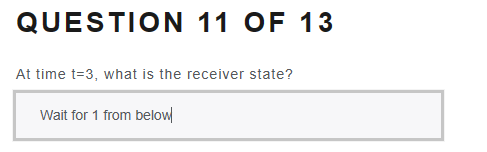 QUESTION 11 OF 13
At time t=3, what is the receiver state?
Wait for 1 from below